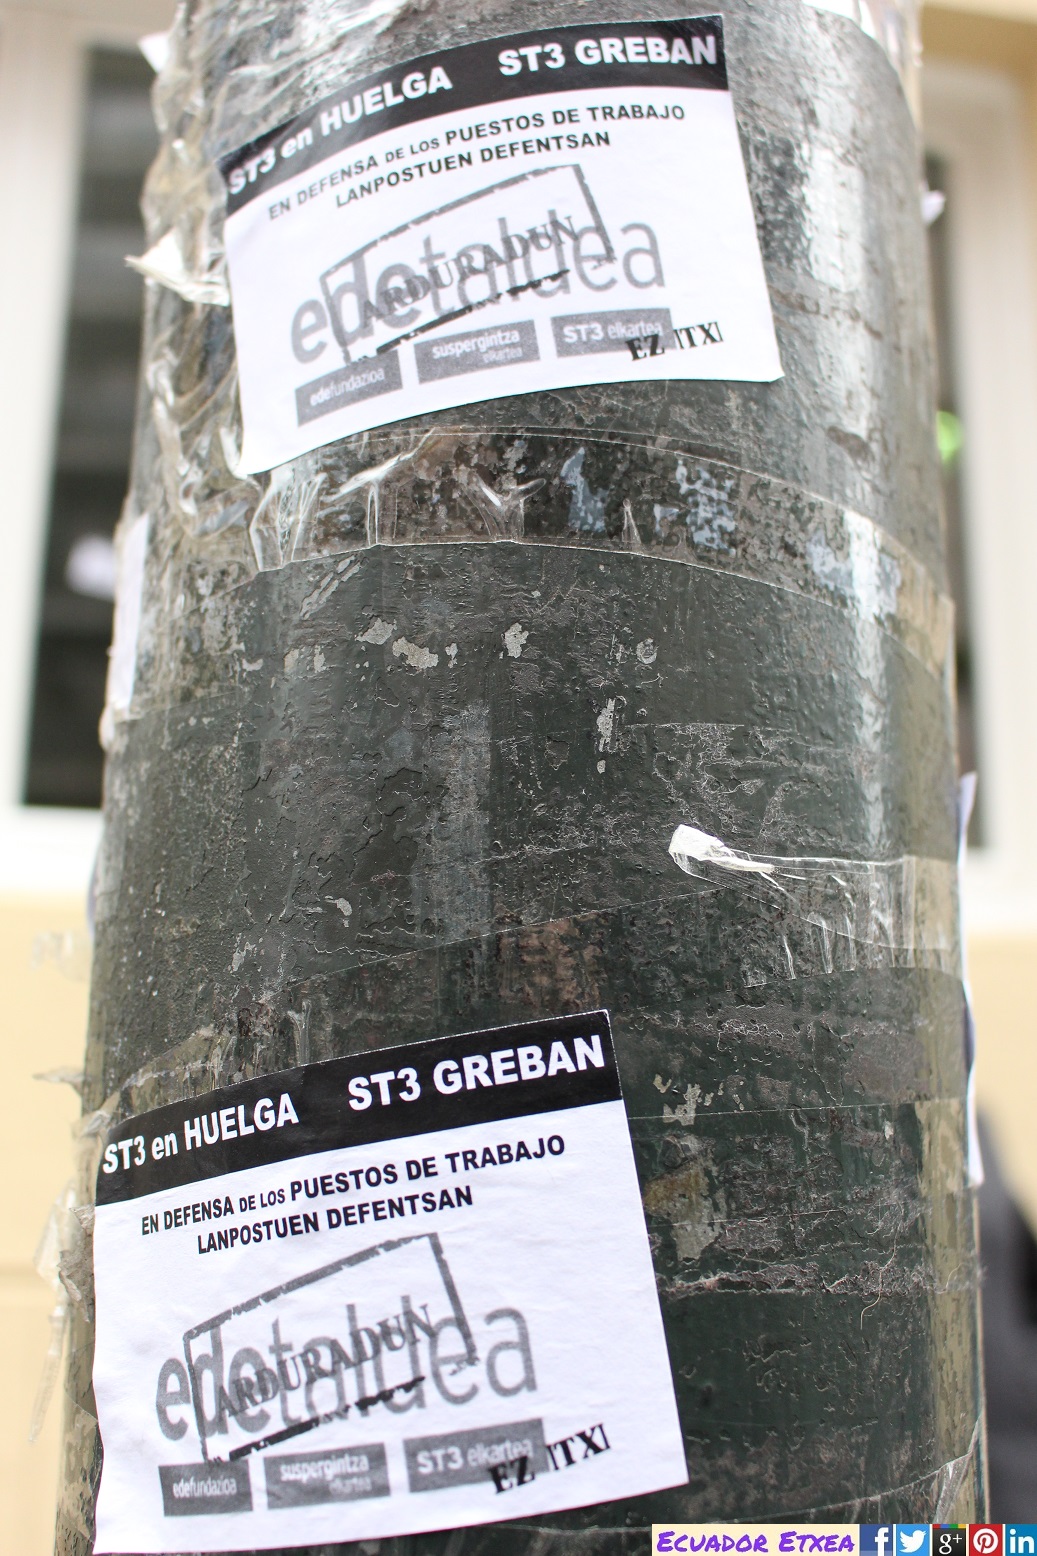 ST3 en HUELGA ST3 GREBAN
EN DEFENSA DE LOS PUESTOS DE TRABAJO
LANPOSTUEN DEFENTSAN
edetaldea
ARDURADUN
edefundazioa
suspergintza
elkartea
ST3 elkartea
EZ ITXI
ST3 en HUELGA ST3 GREBAN
EN DEFENSA DE LOS PUESTOS DE TRABAJO
LANPOSTUEN DEFENTSAN
edetaldea
ARDURADUN
edefundazioa
suspergintza
elkartea
ST3 elkartea
EZ ITXI
ECUADOR ETXEA f g+ in